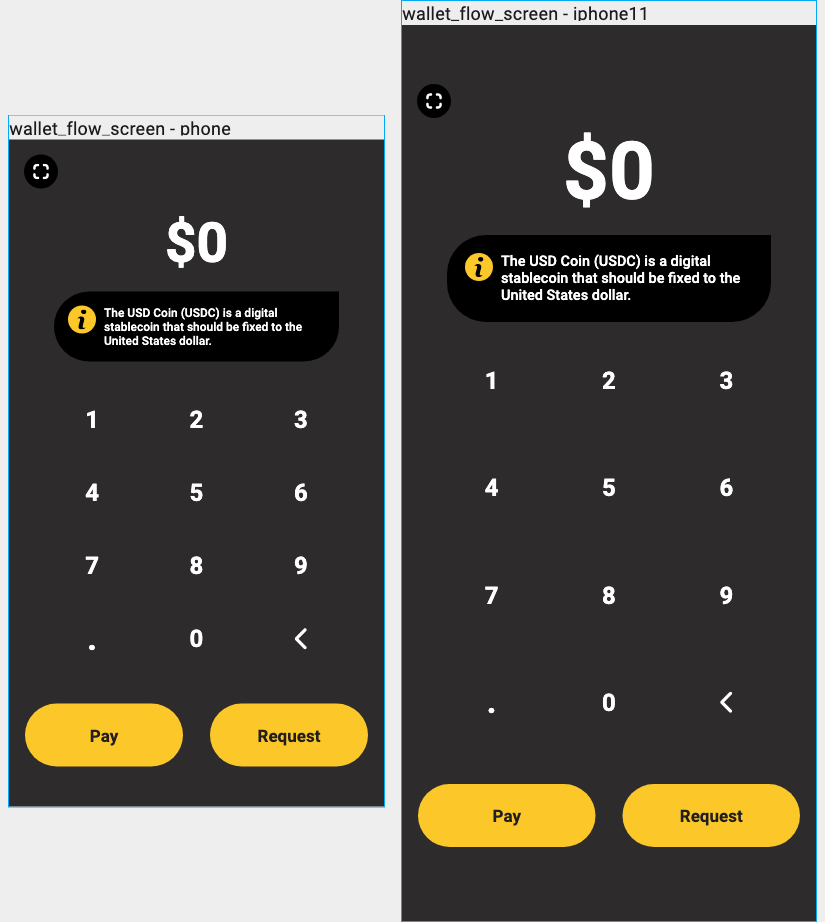 wallet_flow_screen - phone
$0
i
The USD Coin (USDC) is a digital
stablecoin that should be fixed to the
United States dollar.
1 2 3
4 5 6
7 8 9
. 0 <
Pay Request
wallet_flow_screen - iphone11
$0
i
The USD Coin (USDC) is a digital
stablecoin that should be fixed to the
United States dollar.
1 2 3
4 5 6
7 8 9
. 0 <
Pay Request